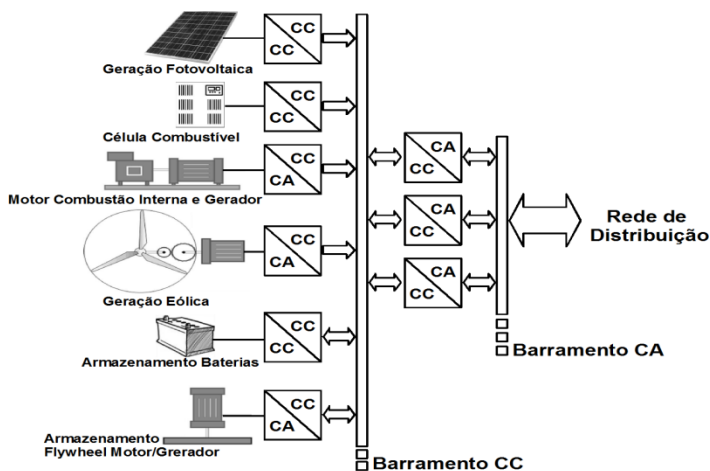 CC
CC
Geração Fotovoltaica
CC
CC
Célula Combustível
CC
CA
Motor Combustão Interna e Gerador
CC
CA
Geração Eólica
CC
CC
Armazenamento Baterias
CC
CA
Armazenamento
Flywheel Motor/Grerador
CA
CC
CA
CC
CA
CC
Rede de
Distribuição
Barramento CA
Barramento CC